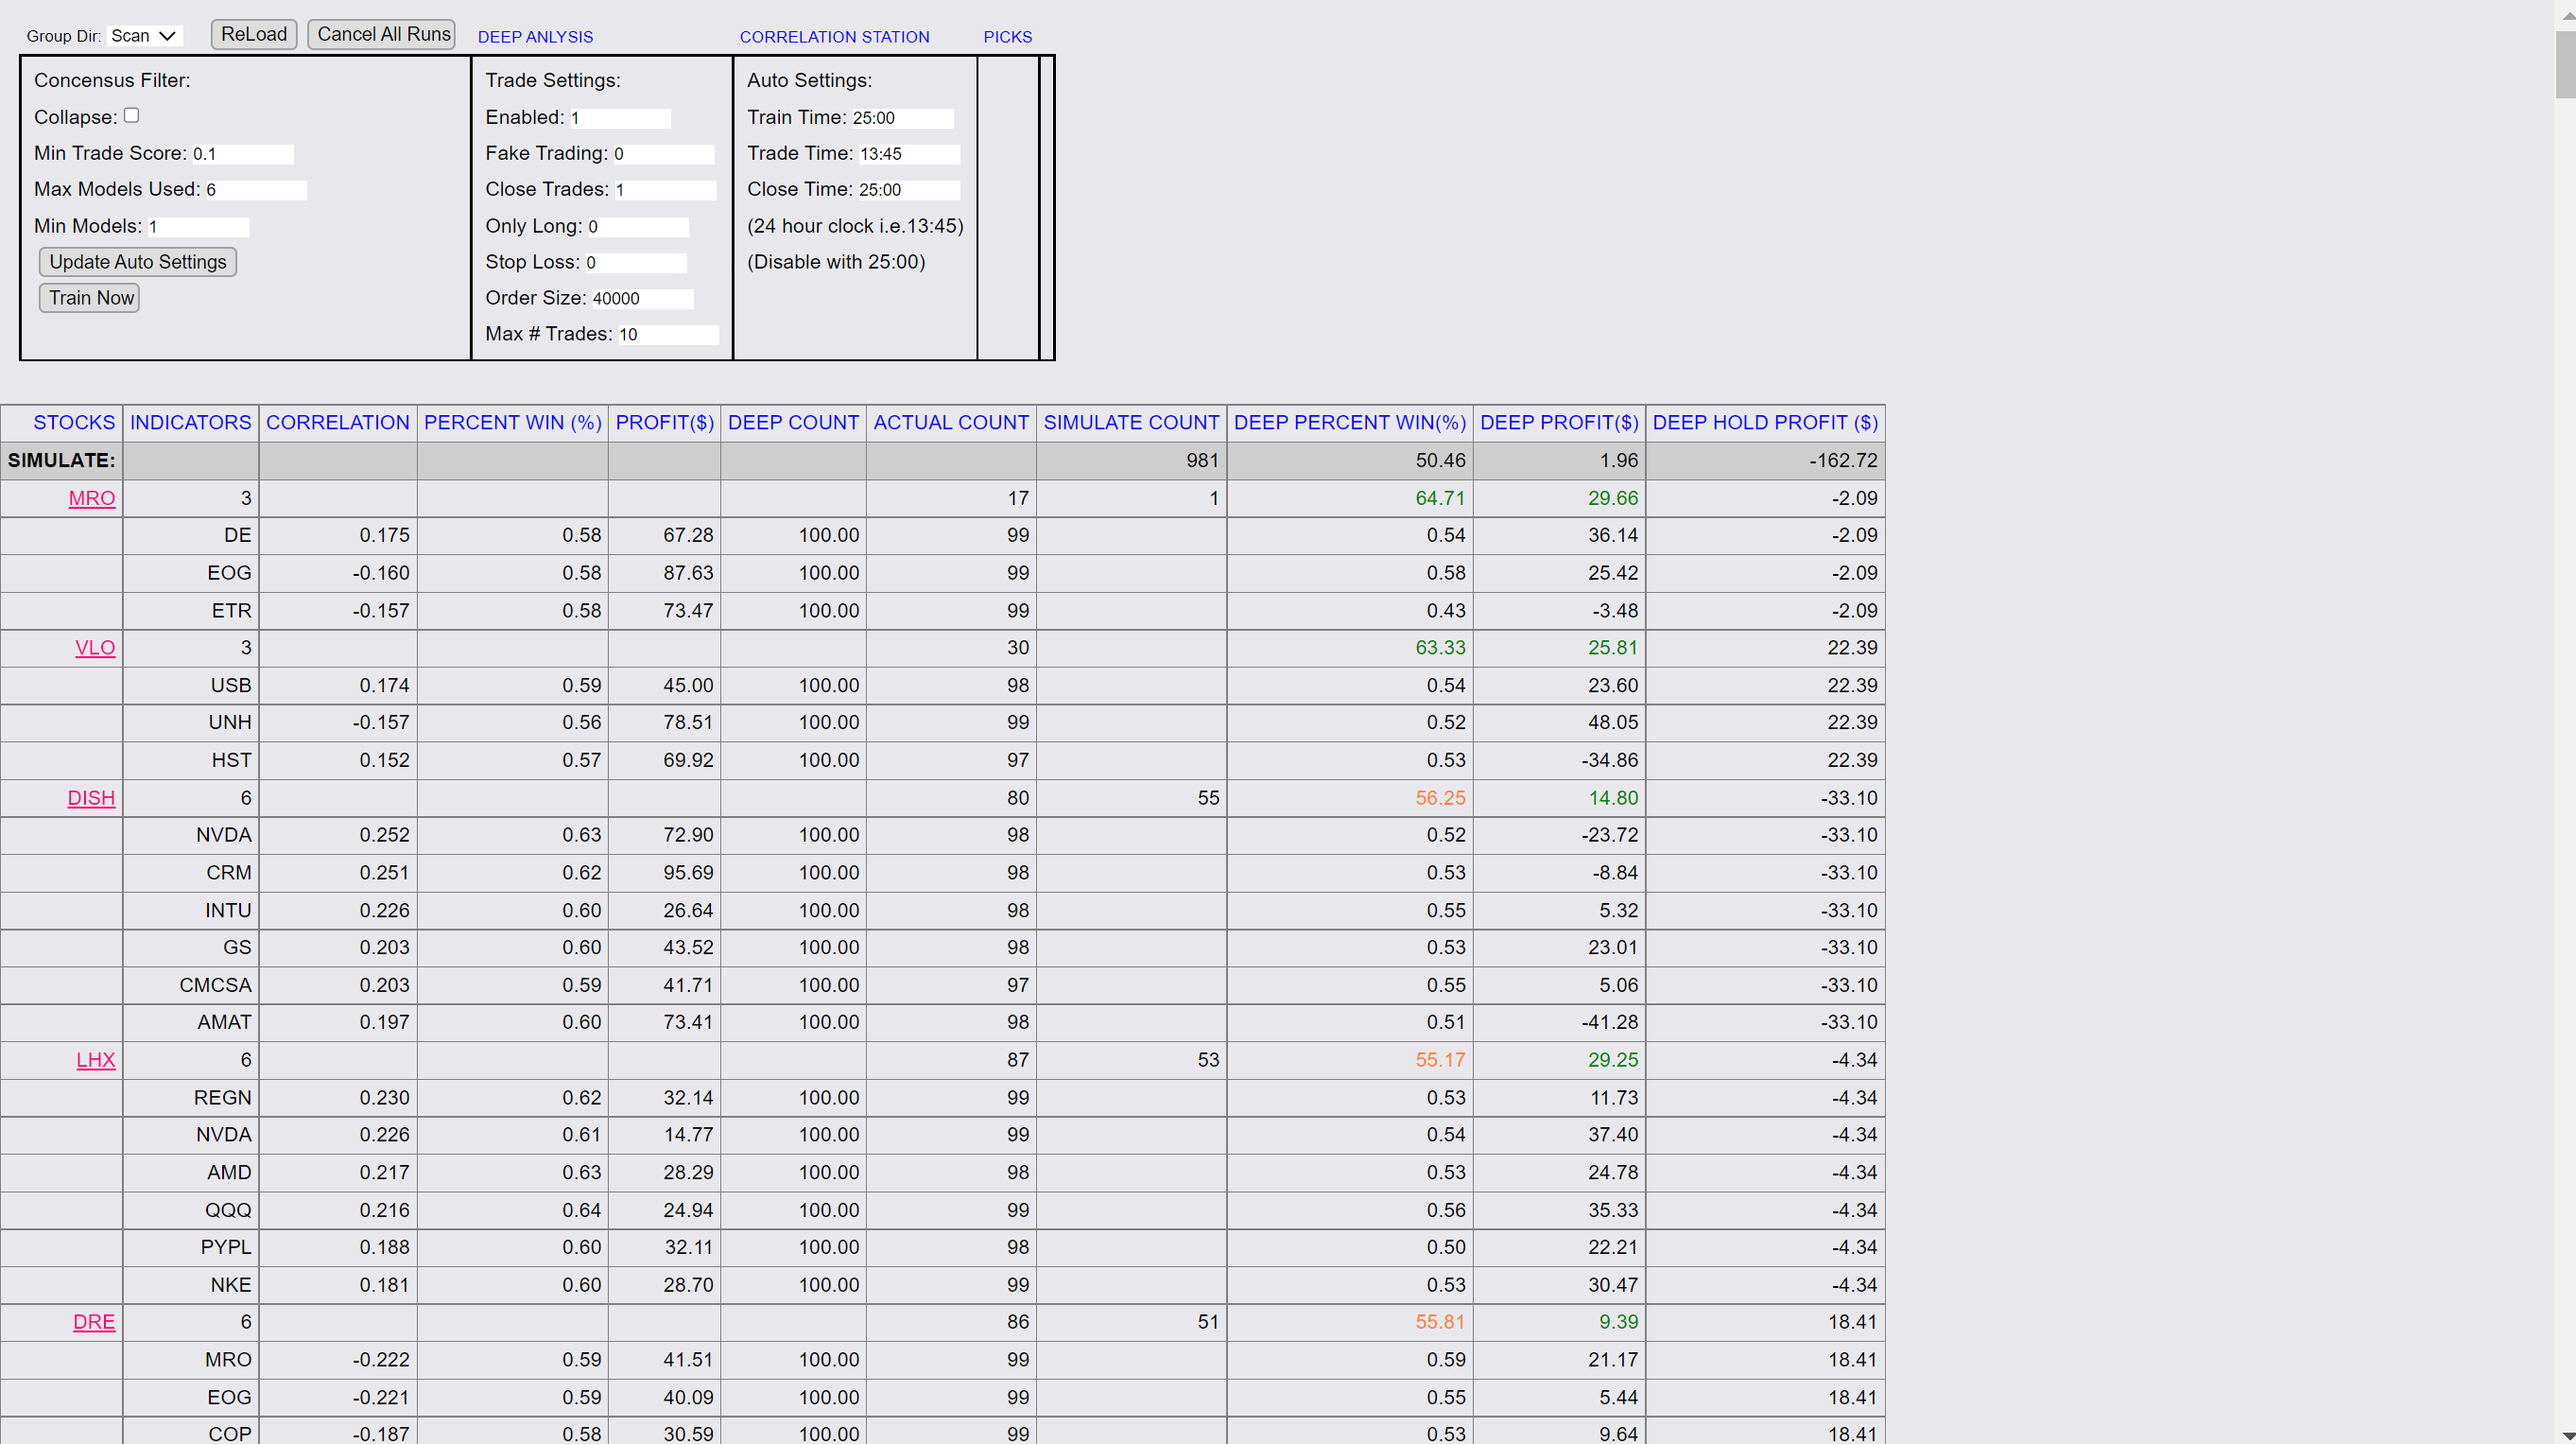 Group Dir: Scan ReLoad Cancel All Runs DEEP ANLYSIS CORRELATION STATION PICKS
Concensus Filter:
Collapse:
Min Trade Score: 0.1
Max Models Used: 6
Min Models: 1
Update Auto Settings
Train Now
Trade Settings:
Enabled: 1
Fake Trading: 0
Close Trades: 1
Only Long: 0
Stop Loss: 0
Order Size: 40000
Max # Trades: 10
Auto Settings:
Train Time: 25:00
Trade Time: 13:45
Close Time: 25:00
(24 hour clock i.e.13:45)
(Disable with 25:00)
STOCKS INDICATORS CORRELATION PERCENT WIN (%) PROFIT($) DEEP COUNT ACTUAL COUNT SIMULATE COUNT DEEP PERCENT WIN(%) DEEP PROFIT($) DEEP HOLD PROFIT ($)
SIMULATE: 981 50.46 1.96 -162.72
MRO 3 17 1 64.71 29.66 -2.09
DE 0.175 0.58 67.28 100.00 99 0.54 36.14 -2.09
EOG -0.160 0.58 87.63 100.00 99 0.58 25.42 -2.09
ETR -0.157 0.58 73.47 100.00 99 0.43 -3.48 -2.09
VLO 3 30 63.33 25.81 22.39
USB 0.174 0.59 45.00 100.00 98 0.54 23.60 22.39
UNH -0.157 0.56 78.51 100.00 99 0.52 48.05 22.39
HST 0.152 0.57 69.92 100.00 97 0.53 -34.86 22.39
DISH 6 80 55 56.25 14.80 -33.10
NVDA 0.252 0.63 72.90 100.00 98 0.52 -23.72 -33.10
CRM 0.251 0.62 95.69 100.00 98 0.53 -8.84 -33.10
INTU 0.226 0.60 26.64 100.00 98 0.55 5.32 -33.10
GS 0.203 0.60 43.52 100.00 98 0.53 23.01 -33.10
CMCSA 0.203 0.59 41.71 100.00 97 0.55 5.06 -33.10
AMAT 0.197 0.60 73.41 100.00 98 0.51 -41.28 -33.10
LHX 6 87 53 55.17 29.25 -4.34
REGN 0.230 0.62 32.14 100.00 99 0.53 11.73 -4.34
NVDA 0.226 0.61 14.77 100.00 99 0.54 37.40 -4.34
AMD 0.217 0.63 28.29 100.00 98 0.53 24.78 -4.34
QQQ 0.216 0.64 24.94 100.00 99 0.56 35.33 -4.34
PYPL 0.188 0.60 32.11 100.00 98 0.50 22.21 -4.34
NKE 0.181 0.60 28.70 100.00 99 0.53 30.47 -4.34
DRE 6 86 51 55.81 9.39 18.41
MRO -0.222 0.59 41.51 100.00 99 0.59 21.17 18.41
EOG -0.221 0.59 40.09 100.00 99 0.55 5.44 18.41
COP -0.187 0.58 30.59 100.00 99 0.53 9.64 18.41